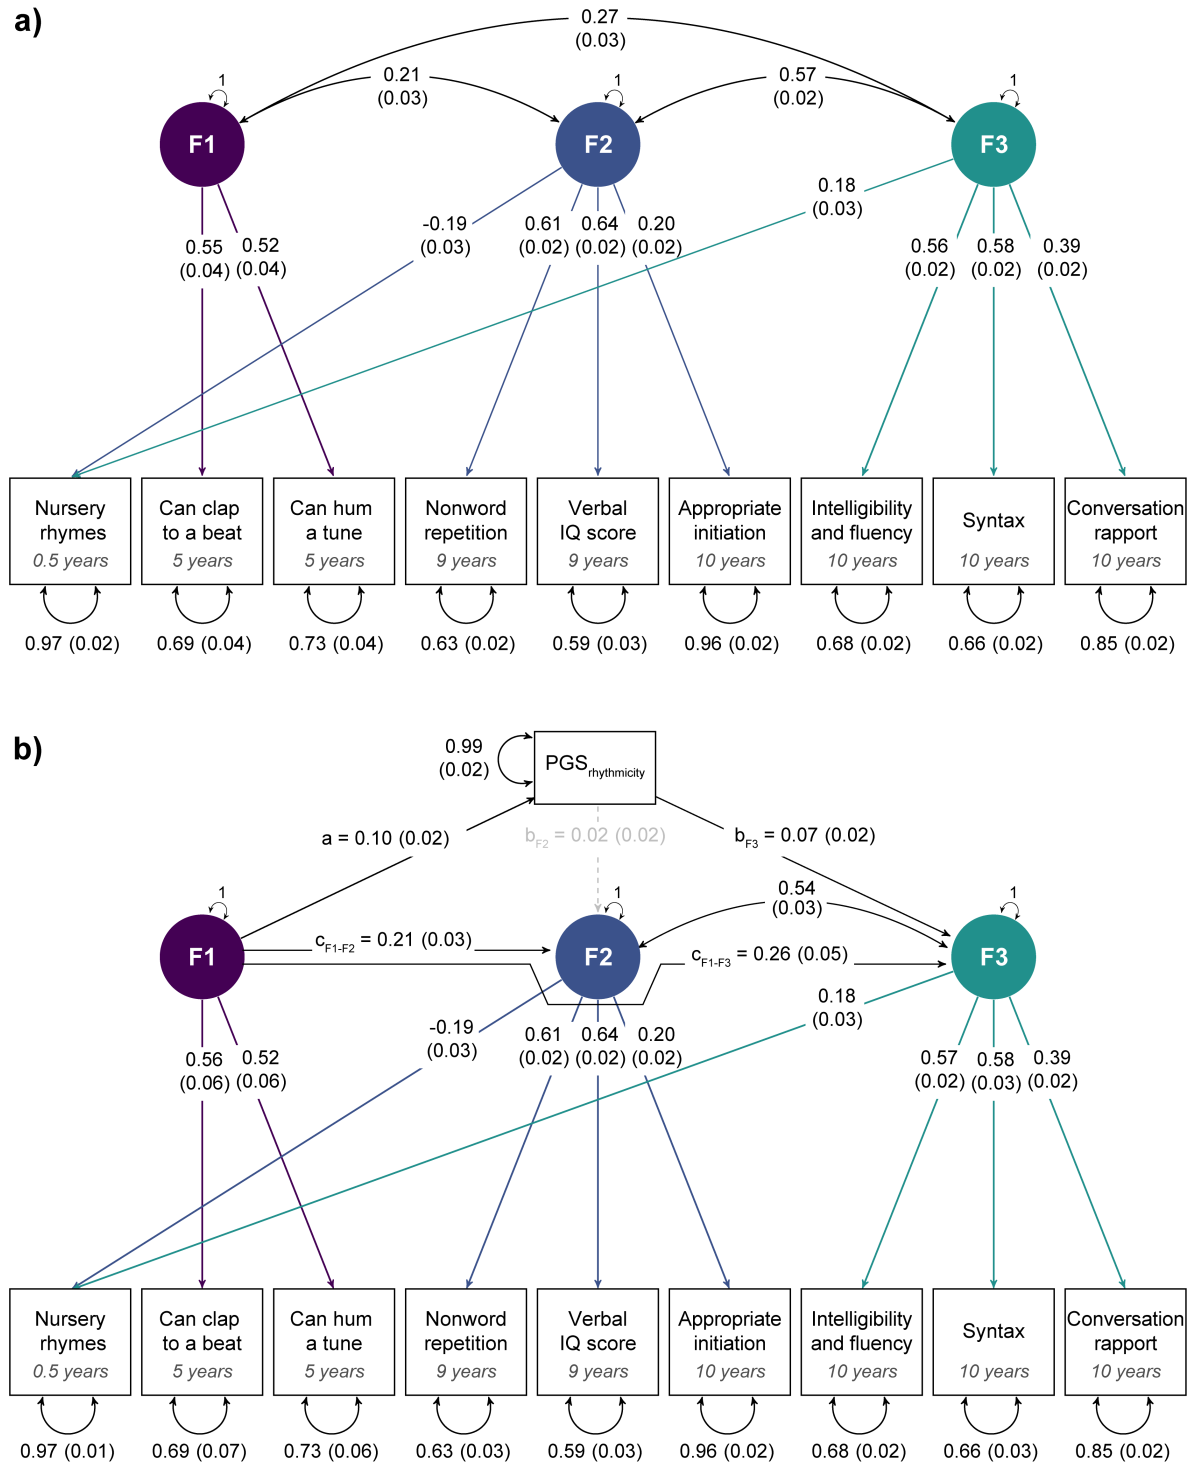 a)
0.27
(0.03)
0.21
(0.03)
0.57
(0.02)
1
1
1
F1
F2
F3
0.18
(0.03)
-0.19
(0.03)
0.61
(0.02)
0.64
(0.02)
0.20
(0.02)
0.55
(0.04)
0.52
(0.04)
0.56
(0.02)
0.58
(0.02)
0.39
(0.02)
Nursery
rhymes
0.5 years
Can clap
to a beat
5 years
Can hum
a tune
5 years
Nonword
repetition
9 years
Verbal
IQ score
9 years
Appropriate
initiation
10 years
Intelligibility
and fluency
10 years
Syntax
10 years
Conversation
rapport
10 years
0.97 (0.02)
0.69 (0.04)
0.73 (0.04)
0.63 (0.02)
0.59 (0.03)
0.96 (0.02)
0.68 (0.02)
0.66 (0.02)
0.85 (0.02)
b)
0.99
(0.02)
PGSrhythmicity
a = 0.10 (0.02)
bF2 = 0.02 (0.02)
bF3 = 0.07 (0.02)
1
1
1
0.54
(0.03)
F1
F2
F3
cF1-F2 = 0.21 (0.03)
cF1-F3 = 0.26 (0.05)
0.18
(0.03)
-0.19
(0.03)
0.61
(0.02)
0.64
(0.02)
0.20
(0.02)
0.56
(0.06)
0.52
(0.06)
0.57
(0.02)
0.58
(0.03)
0.39
(0.02)
Nursery
rhymes
0.5 years
Can clap
to a beat
5 years
Can hum
a tune
5 years
Nonword
repetition
9 years
Verbal
IQ score
9 years
Appropriate
initiation
10 years
Intelligibility
and fluency
10 years
Syntax
10 years
Conversation
rapport
10 years
0.97 (0.01)
0.69 (0.07)
0.73 (0.06)
0.63 (0.03)
0.59 (0.03)
0.96 (0.02)
0.68 (0.02)
0.66 (0.03)
0.85 (0.02)